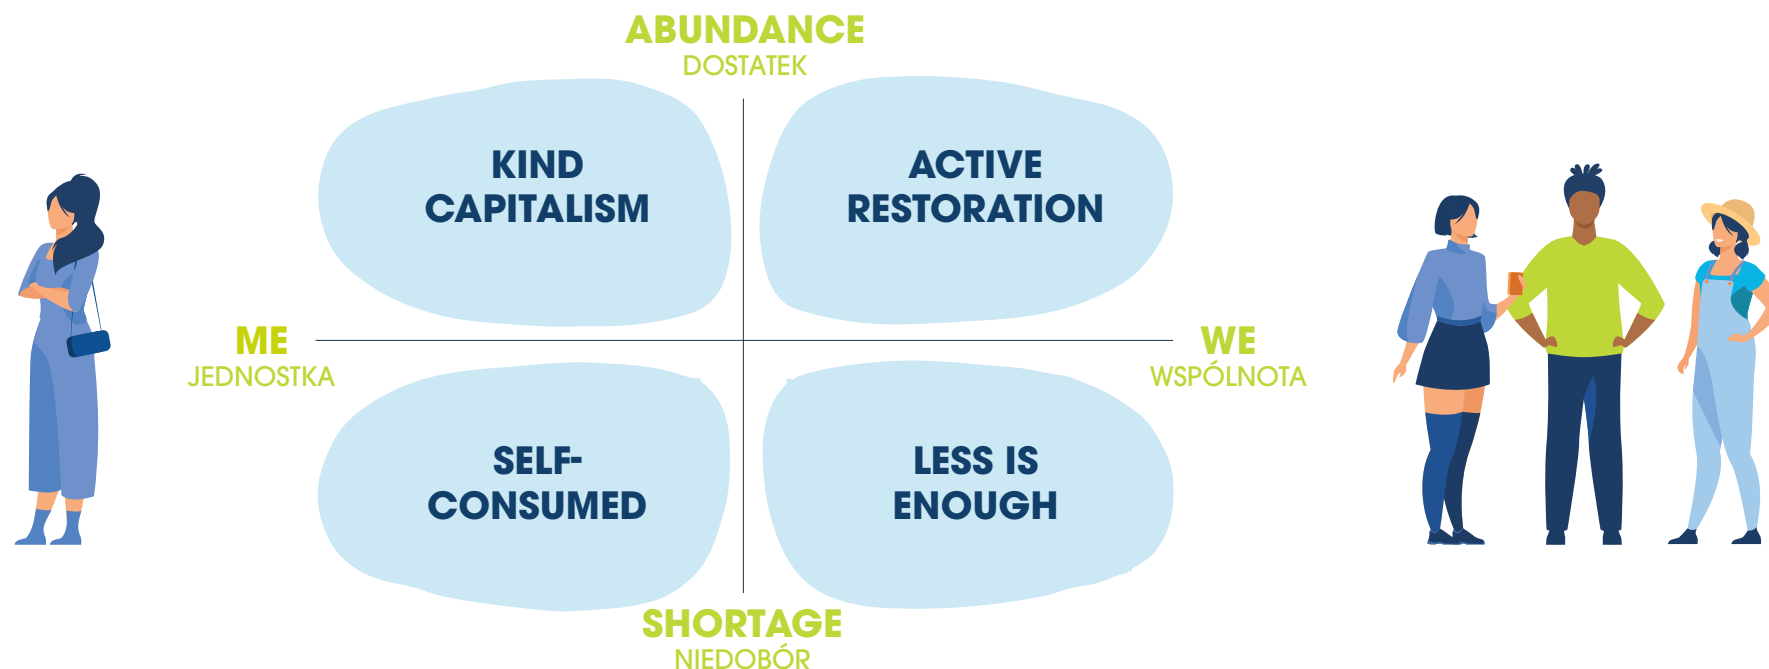 ABUNDANCE
DOSTATEK
KIND
CAPITALISM
ACTIVE
RESTORATION
ME
JEDNOSTKA
WE
WSPÓLNOTA
SELF-
CONSUMED
LESS IS
ENOUGH
SHORTAGE
NIEDOBÓR